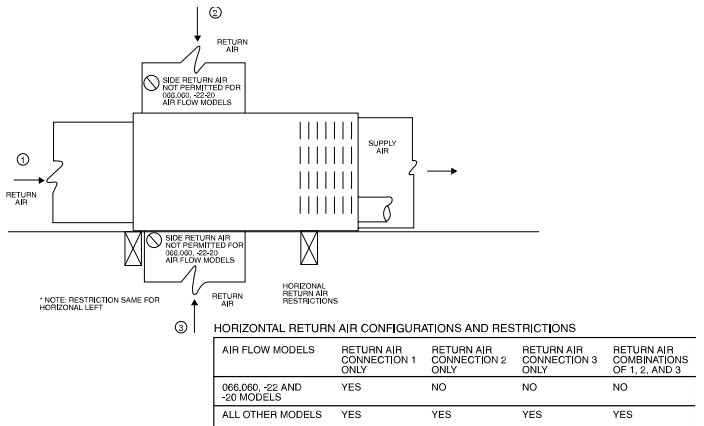 2
RETURN
AIR
SIDE RETURN AIR
NOT PERMITTED FOR
066,060, -22-20
AIR FLOW MODELS
1
RETURN
AIR
SUPPLY
AIR
SIDE RETURN AIR
NOT PERMITTED FOR
066,060, -22-20
AIR FLOW MODELS
* NOTE: RESTRICTION SAME FOR
HORIZONAL LEFT
RETURN
AIR
HORIZONAL
RETURN AIR
RESTRICTIONS
3
HORIZONTAL RETURN AIR CONFIGURATIONS AND RESTRICTIONS
AIR FLOW MODELS
RETURN AIR
CONNECTION 1
ONLY
RETURN AIR
CONNECTION 2
ONLY
RETURN AIR
CONNECTION 3
ONLY
RETURN AIR
COMBINATIONS
OF 1, 2, AND 3
066,060, -22 AND
-20 MODELS
YES
NO
NO
NO
ALL OTHER MODELS
YES
YES
YES
YES